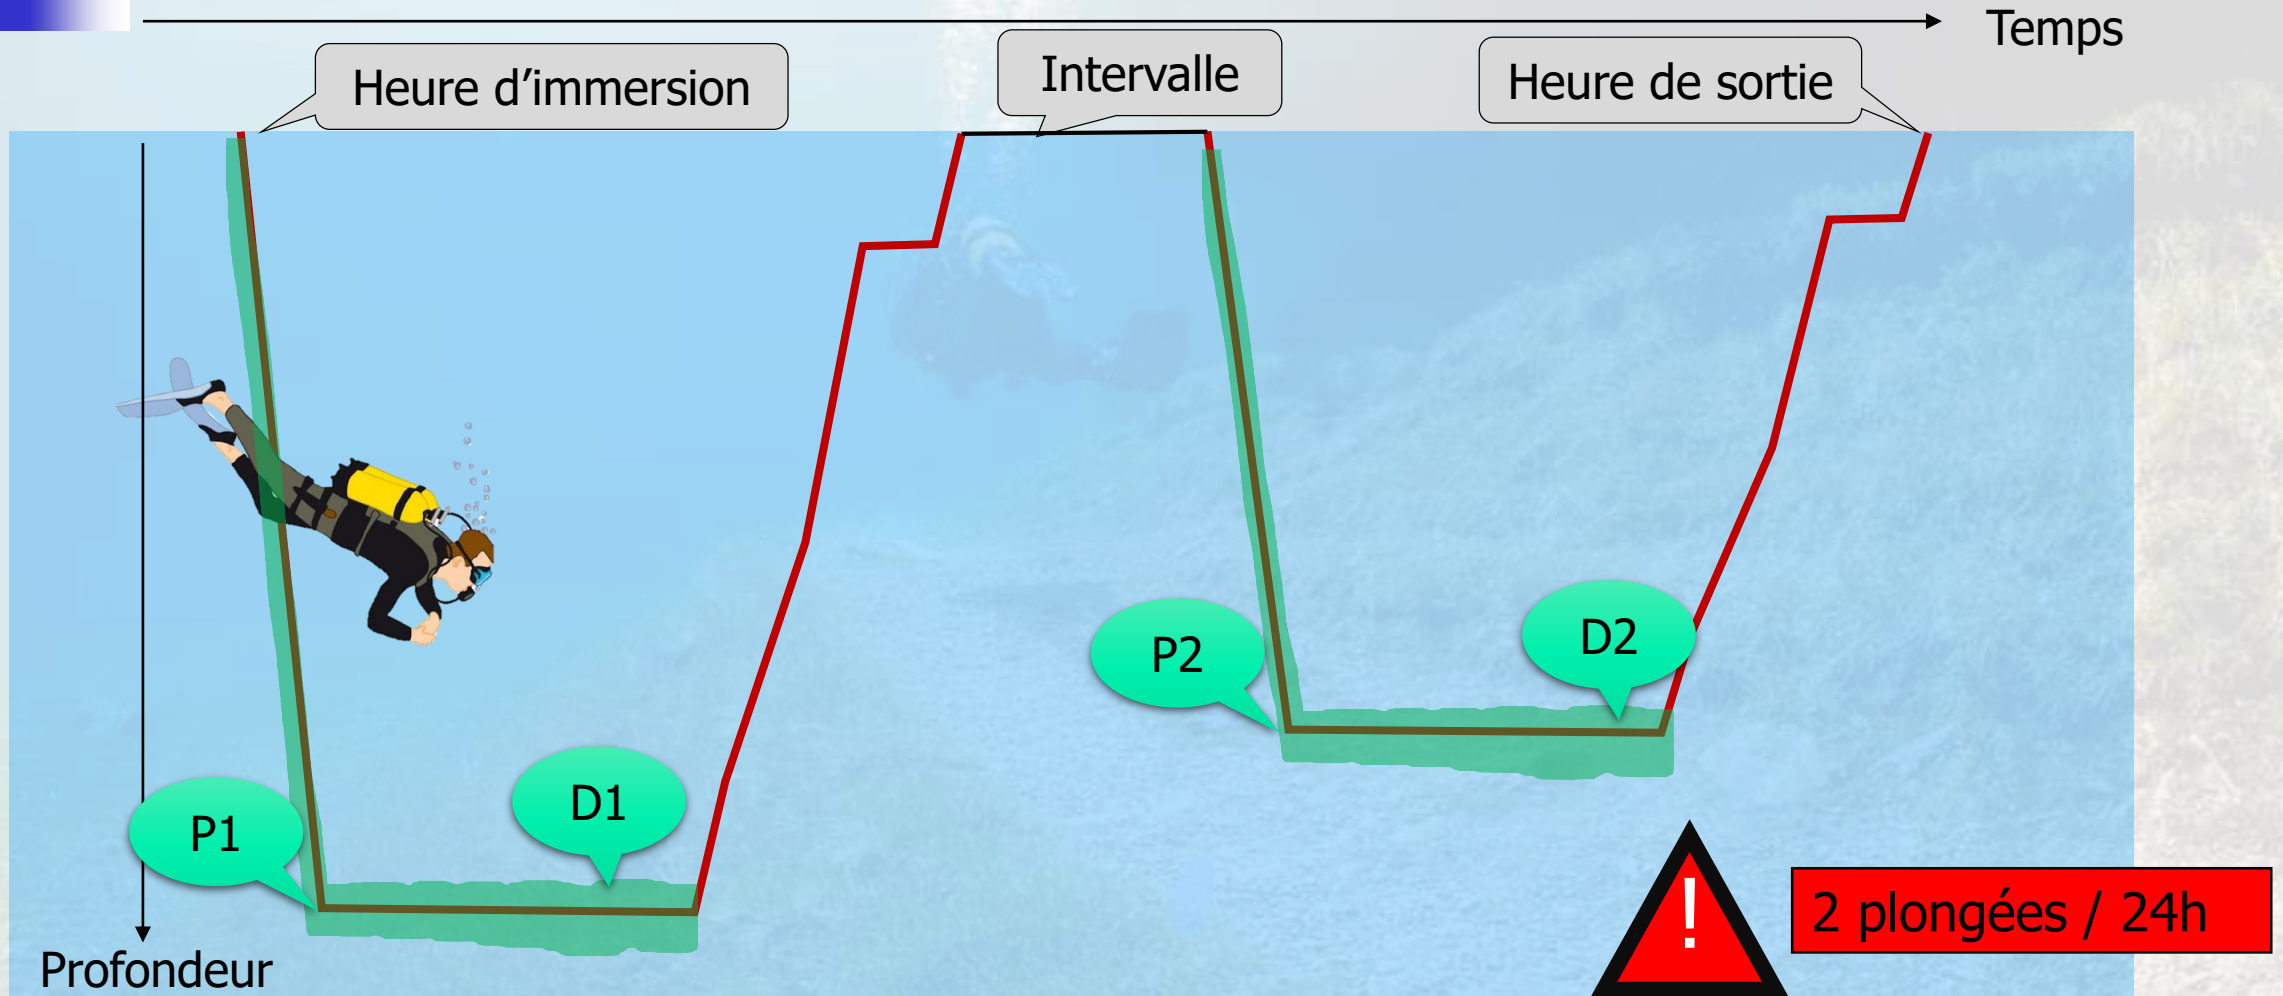 Temps
Heure d’immersion
Intervalle
Heure de sortie
P2
D2
P1
D1
!
2 plongées / 24h
Profondeur